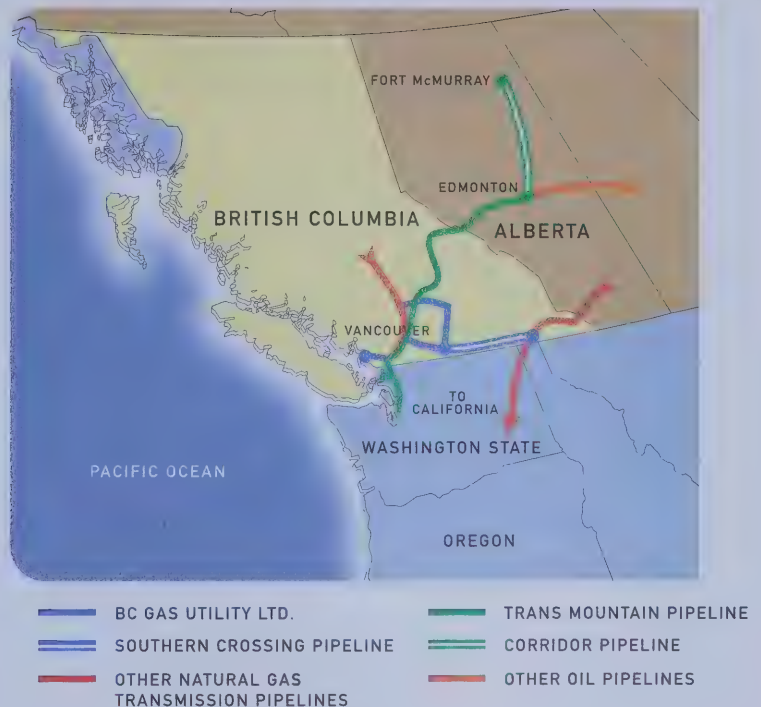 FORT McMURRAY
EDMONTON
BRITISH COLUMBIA
ALBERTA
VANCOUVER
TO
CALIFORNIA
WASHINGTON STATE
PACIFIC OCEAN
OREGON
BC GAS UTILITY LTD.
TRANS MOUNTAIN PIPELINE
SOUTHERN CROSSING PIPELINE
CORRIDOR PIPELINE
OTHER NATURAL GAS
TRANSMISSION PIPELINES
OTHER OIL PIPELINES